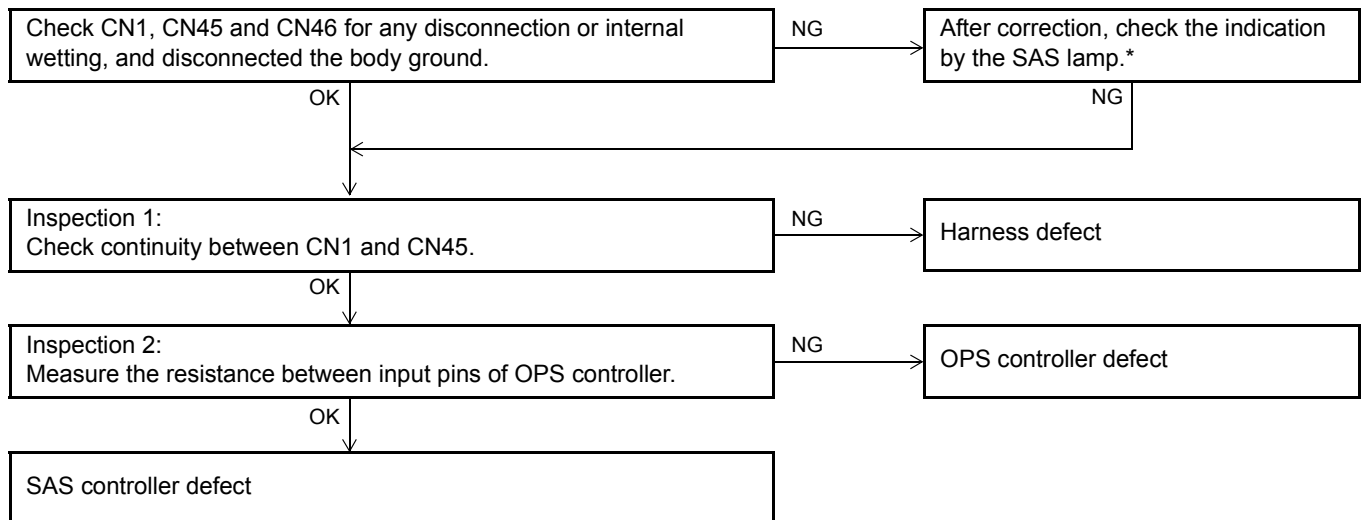 Check CN1, CN45 and CN46 for any disconnection or internal
wetting, and disconnected the body ground.
NG
After correction, check the indication
by the SAS lamp.*
OK
NG
Inspection 1:
Check continuity between CN1 and CN45.
NG
Harness defect
OK
Inspection 2:
Measure the resistance between input pins of OPS controller.
NG
OPS controller defect
OK
SAS controller defect